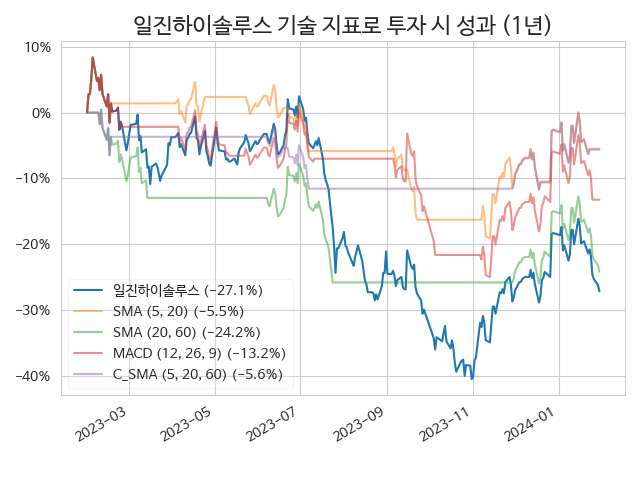 일진하이솔루스 기술 지표로 투자 시 성과 (1년)
10%
0%
−10%
−20%
−30%
−40%
일진하이솔루스 (−27.1%)
SMA (5, 20) (−5.5%)
SMA (20, 60) (−24.2%)
MACD (12, 26, 9) (−13.2%)
C_SMA (5, 20, 60) (−5.6%)
2023−03
2023−05
2023−07
2023−09
2023−11
2024−01